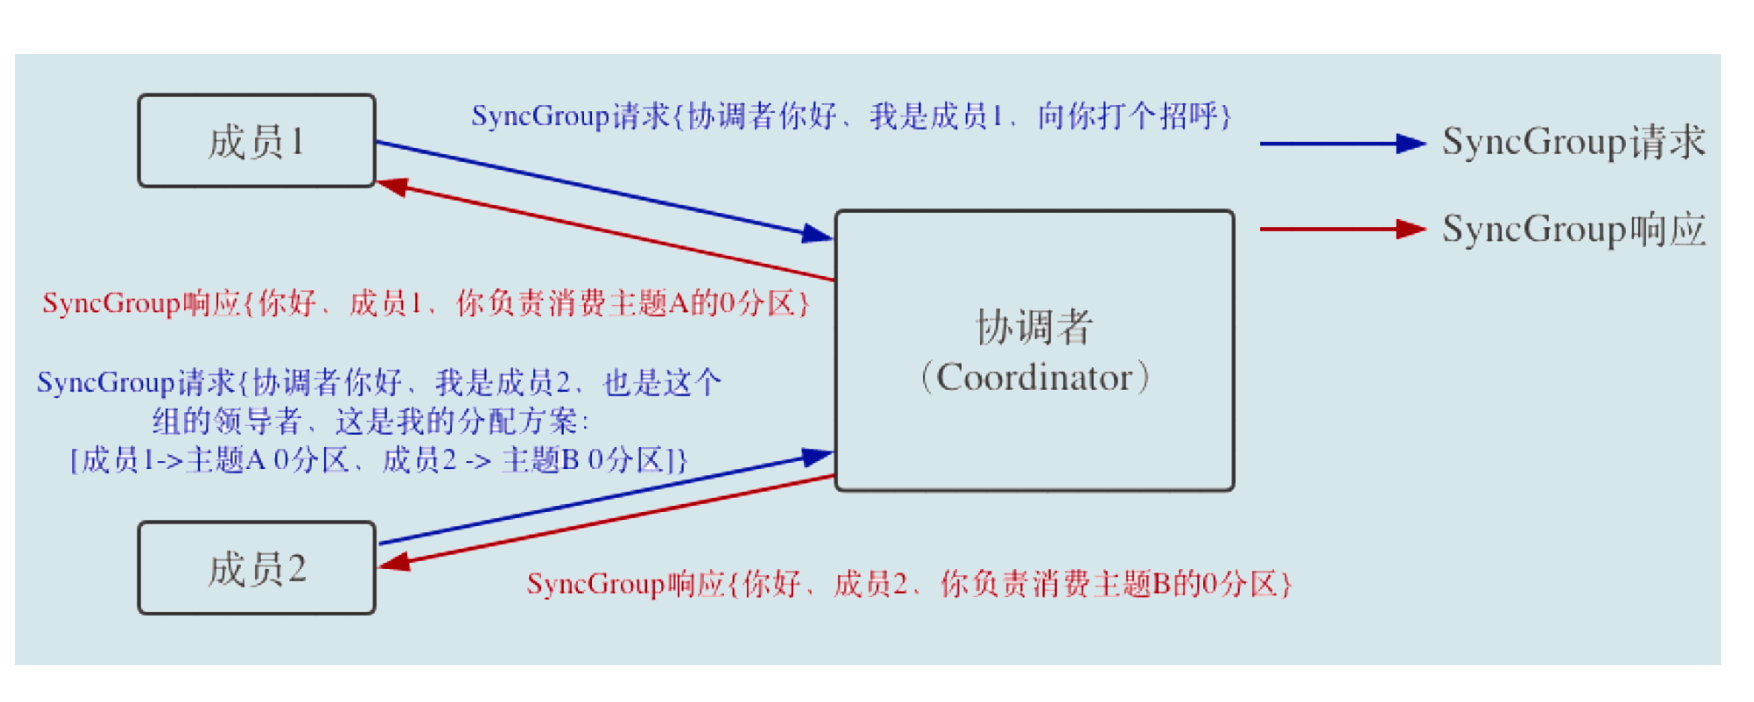 SyncGroup请求{协调者你好、我是成员1、向你打个招呼}
SyncGroup请求
成员1
SyncGroup响应
SyncGroup响应{你好、成员1、你负责消费主题A的0分区}
协调者
（Coordinator）
SyncGroup请求{协调者你好、我是成员2、也是这个
组的领导者、这是我的分配方案：
[成员1->主题A 0分区、成员2 -> 主题B 0分区]}
成员2
SyncGroup响应{你好、成员2、你负责消费主题B的0分区}